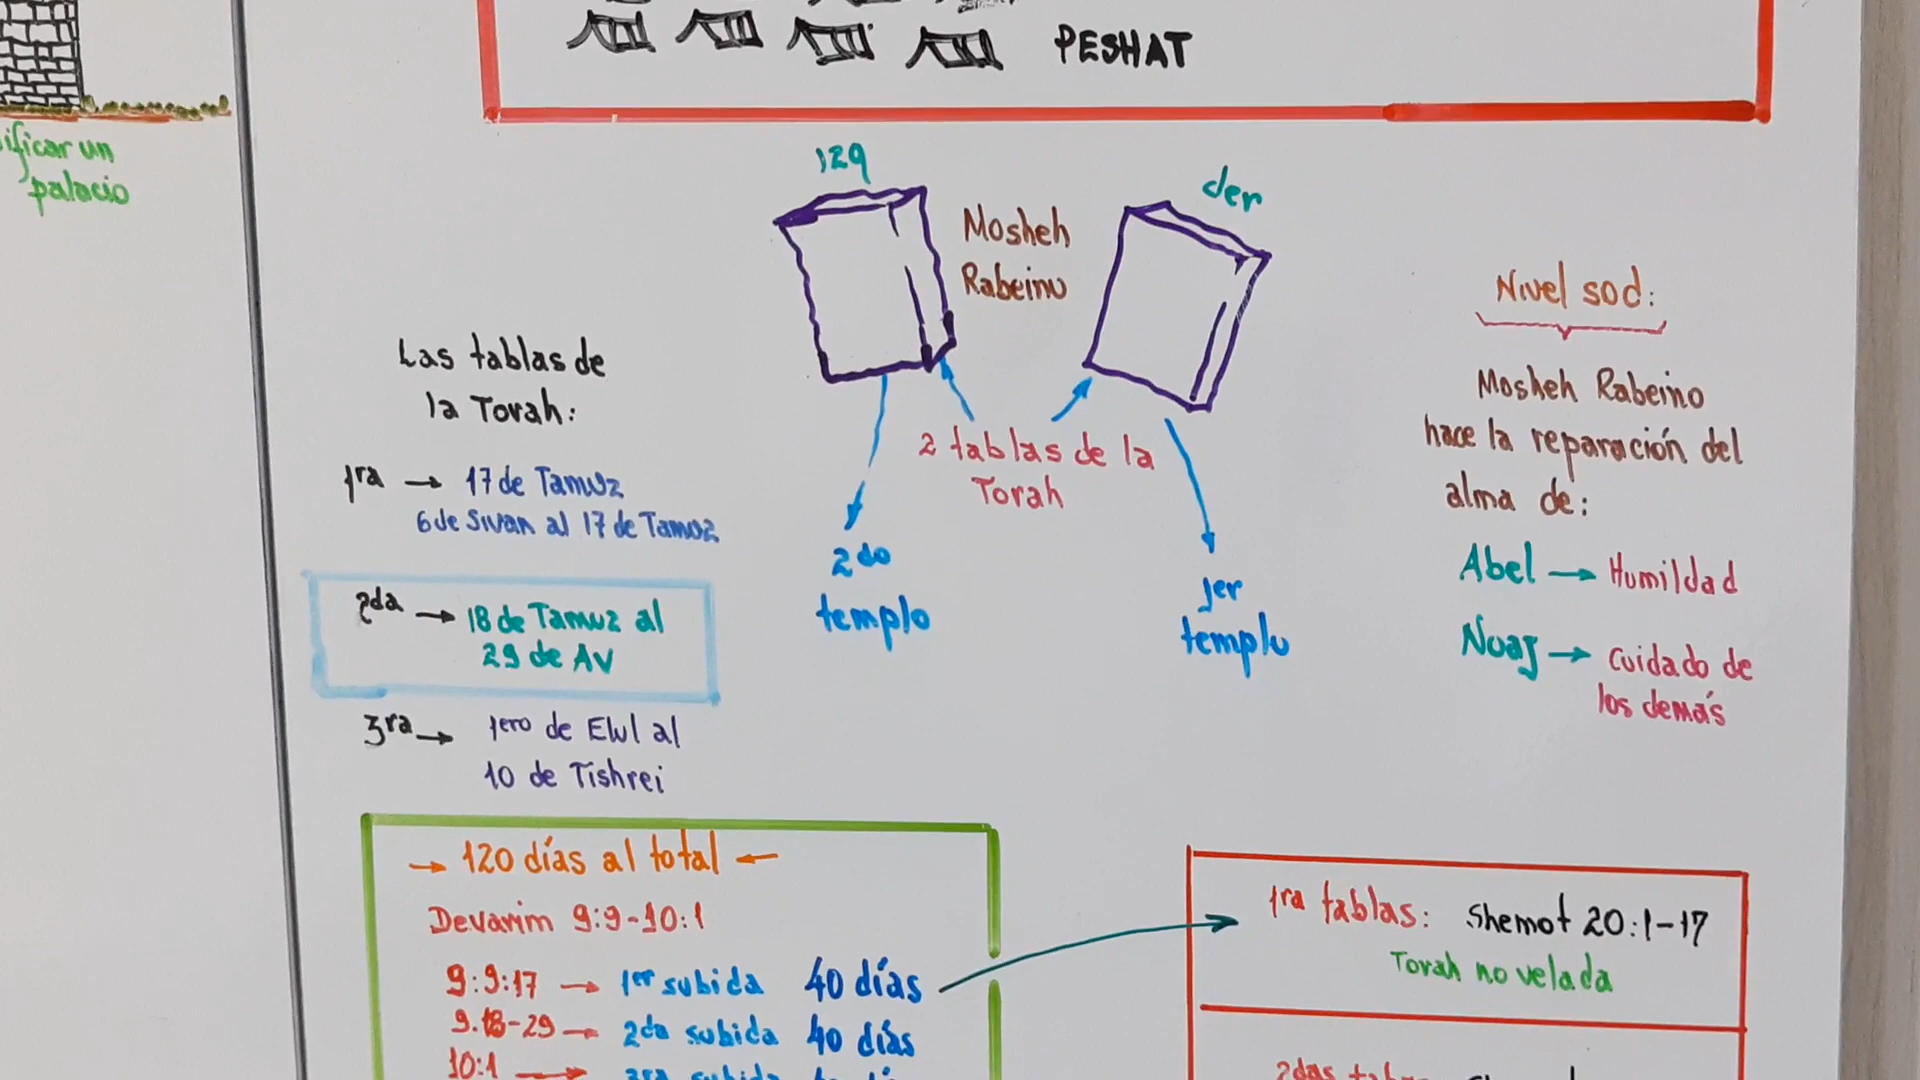 PESHAT
ificar un
palacio
izq
der
Mosheh
Rabeinu
Las tablas de
la Torah:
1ra → 17 de Tamuz
6 de Sivan al 17 de Tamuz
2da → 18 de Tamuz al
29 de Av
3ra → 1ero de Elul al
10 de Tishrei
2 tablas de la
Torah
2do
templo
1er
templo
Nivel sod:
Mosheh Rabeino
hace la reparación del
alma de:
Abel → Humildad
Noaj → Cuidado de
los demás
→ 120 días al total ←
Devarim 9:9-10:1
9:9:17 → 1er subida 40 días
9.18-29 → 2da subida 40 días
10:1 → 3ra subida
1ra tablas: Shemot 20:1-17
Torah no velada
2das